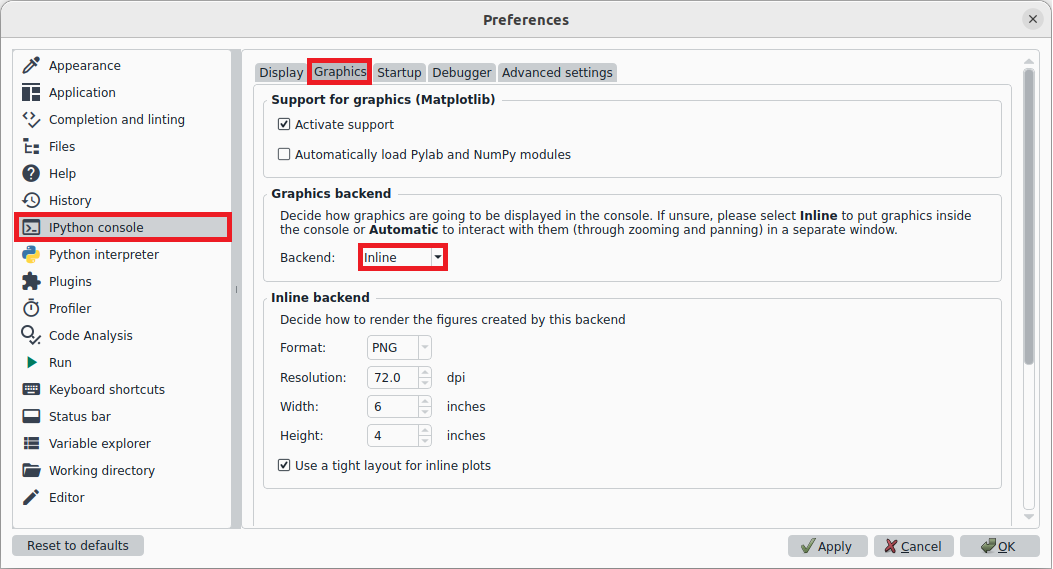 Preferences
Appearance
Application
Completion and linting
Files
Help
History
IPython console
Python interpreter
Plugins
Profiler
Code Analysis
Run
Keyboard shortcuts
Status bar
Variable explorer
Working directory
Editor
Display Graphics Startup Debugger Advanced settings
Support for graphics (Matplotlib)
Activate support
Automatically load Pylab and NumPy modules
Graphics backend
Decide how graphics are going to be displayed in the console. If unsure, please select Inline to put graphics inside
the console or Automatic to interact with them (through zooming and panning) in a separate window.
Backend: Inline
Inline backend
Decide how to render the figures created by this backend
Format: PNG
Resolution: 72.0 dpi
Width: 6 inches
Height: 4 inches
Use a tight layout for inline plots
Reset to defaults Apply Cancel OK